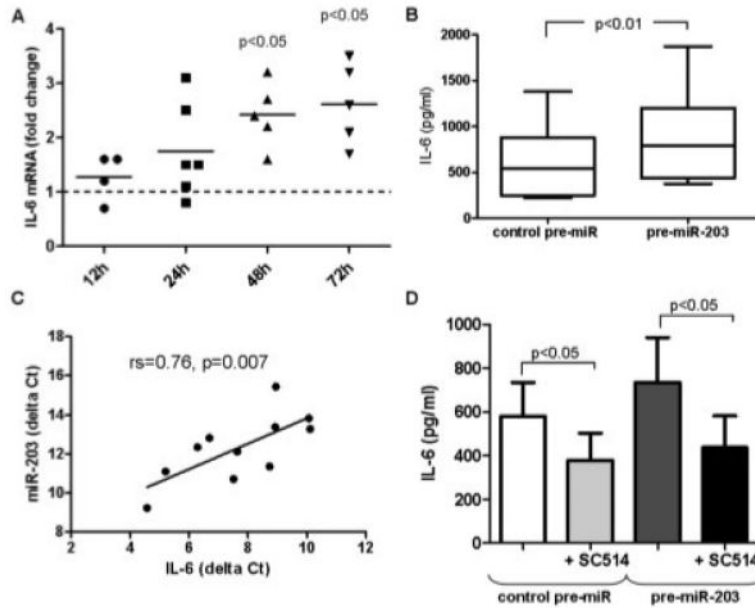 A
p<0.05
p<0.05
IL-6 mRNA (fold change)
4
3
2
1
0
12h
24h
48h
72h
B
p<0.01
IL-6 (pg/ml)
2000
1500
1000
500
0
control pre-miR
pre-miR-203
C
rs=0.76, p=0.007
miR-203 (delta Ct)
18
16
14
12
10
8
2
4
6
8
10
12
IL-6 (delta Ct)
D
p<0.05
p<0.05
IL-6 (pg/ml)
1000
800
600
400
200
0
+ SC514
+ SC514
control pre-miR
pre-miR-203